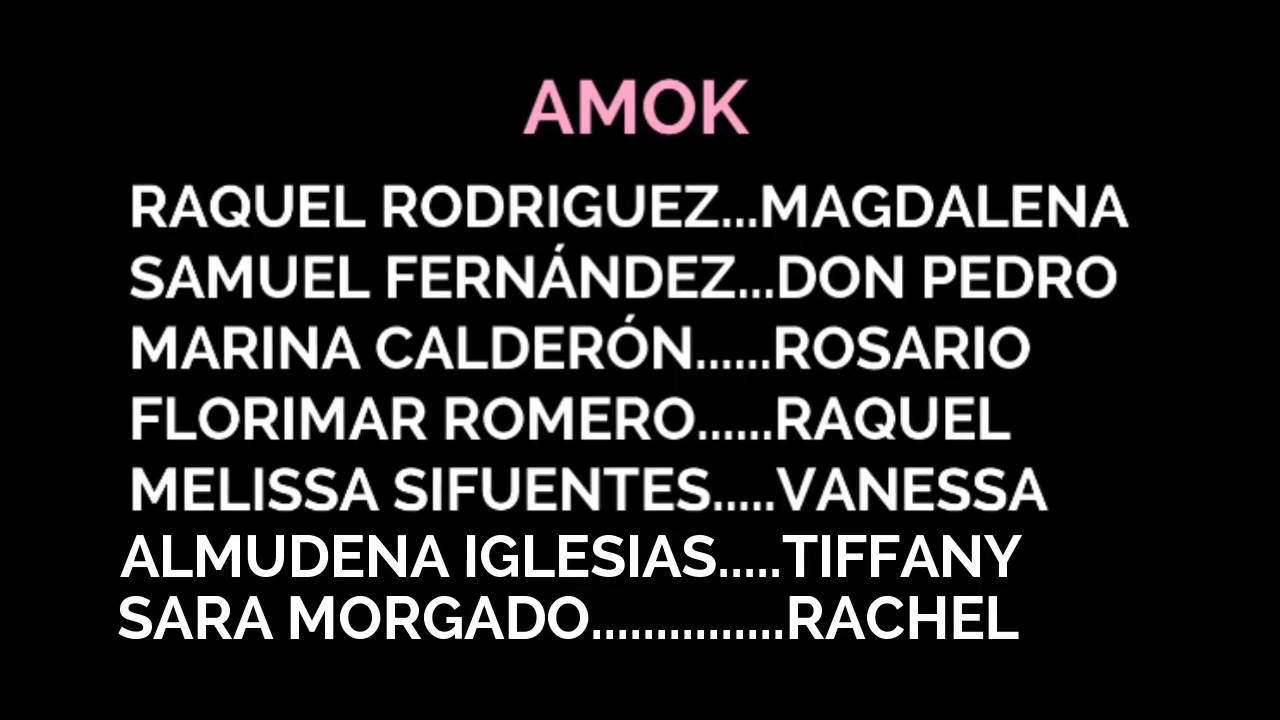 AMOK
RAQUEL RODRIGUEZ...MAGDALENA
SAMUEL FERNÁNDEZ...DON PEDRO
MARINA CALDERÓN......ROSARIO
FLORIMAR ROMERO......RAQUEL
MELISSA SIFUENTES.....VANESSA
ALMUDENA IGLESIAS.....TIFFANY
SARA MORGADO...............RACHEL